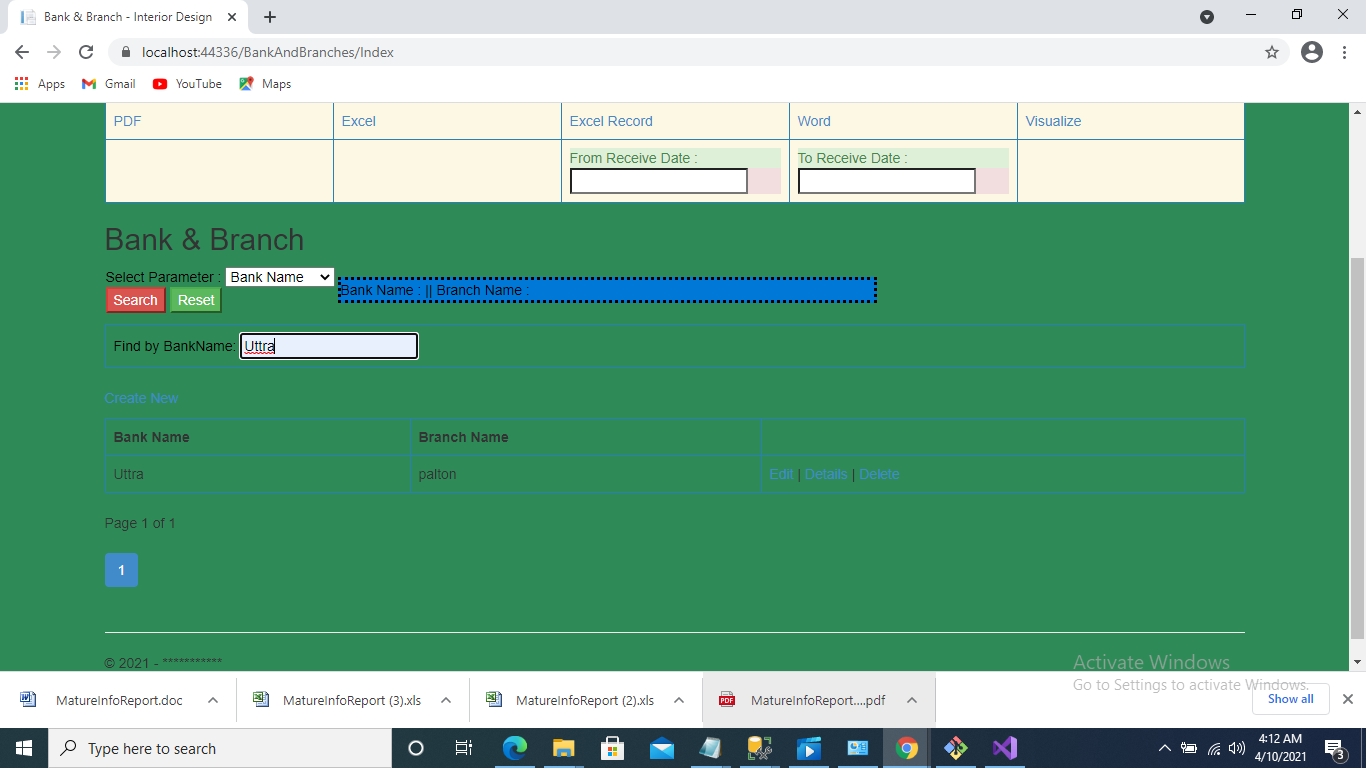 Bank & Branch - Interior Design
localhost:44336/BankAndBranches/Index
Apps Gmail YouTube Maps
PDF Excel Excel Record Word Visualize
From Receive Date : To Receive Date :
Bank & Branch
Select Parameter : Bank Name
Bank Name : || Branch Name :
Search Reset
Find by BankName: Uttra
Create New
Bank Name Branch Name
Uttra palton Edit | Details | Delete
Page 1 of 1
1
© 2021 - ***********
Activate Windows
Go to Settings to activate Windows.
MatureInfoReport.doc MatureInfoReport (3).xls MatureInfoReport (2).xls PDF MatureInfoReport....pdf Show all
Type here to search
4:12 AM
4/10/2021
3